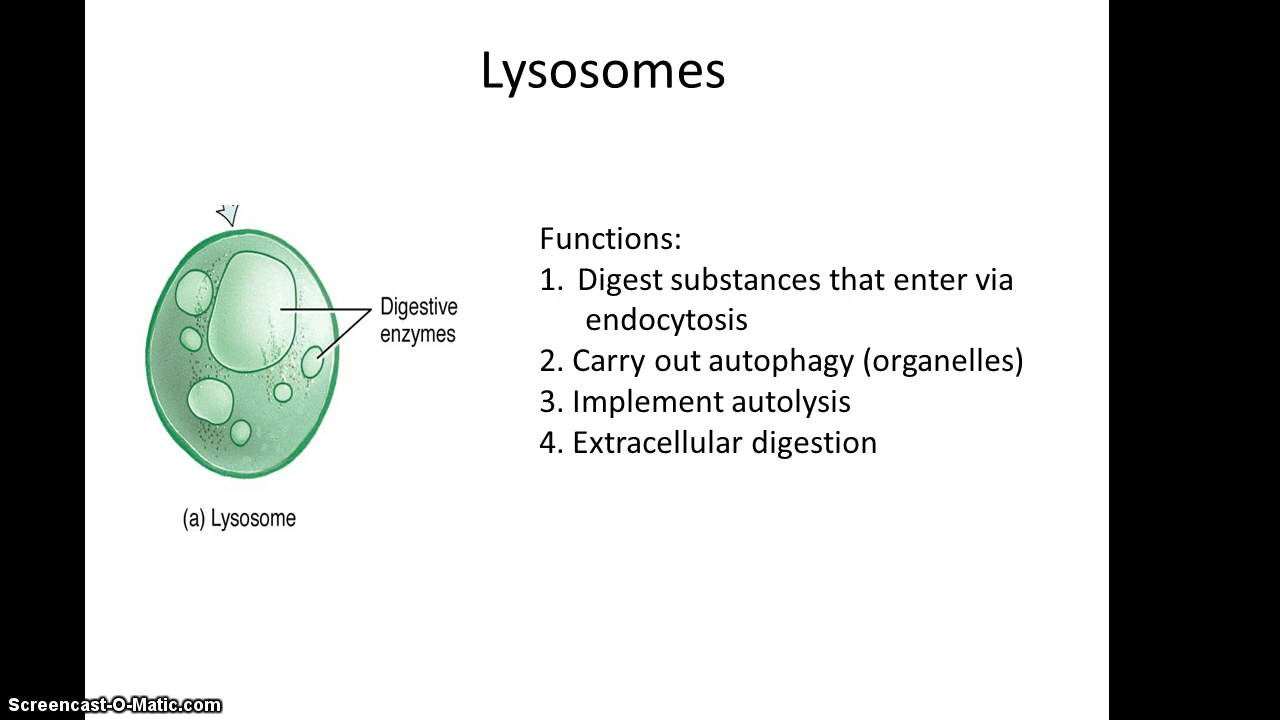 Lysosomes
Digestive
enzymes
(a) Lysosome
Functions:
1. Digest substances that enter via
endocytosis
2. Carry out autophagy (organelles)
3. Implement autolysis
4. Extracellular digestion
Screencast-O-Matic.com